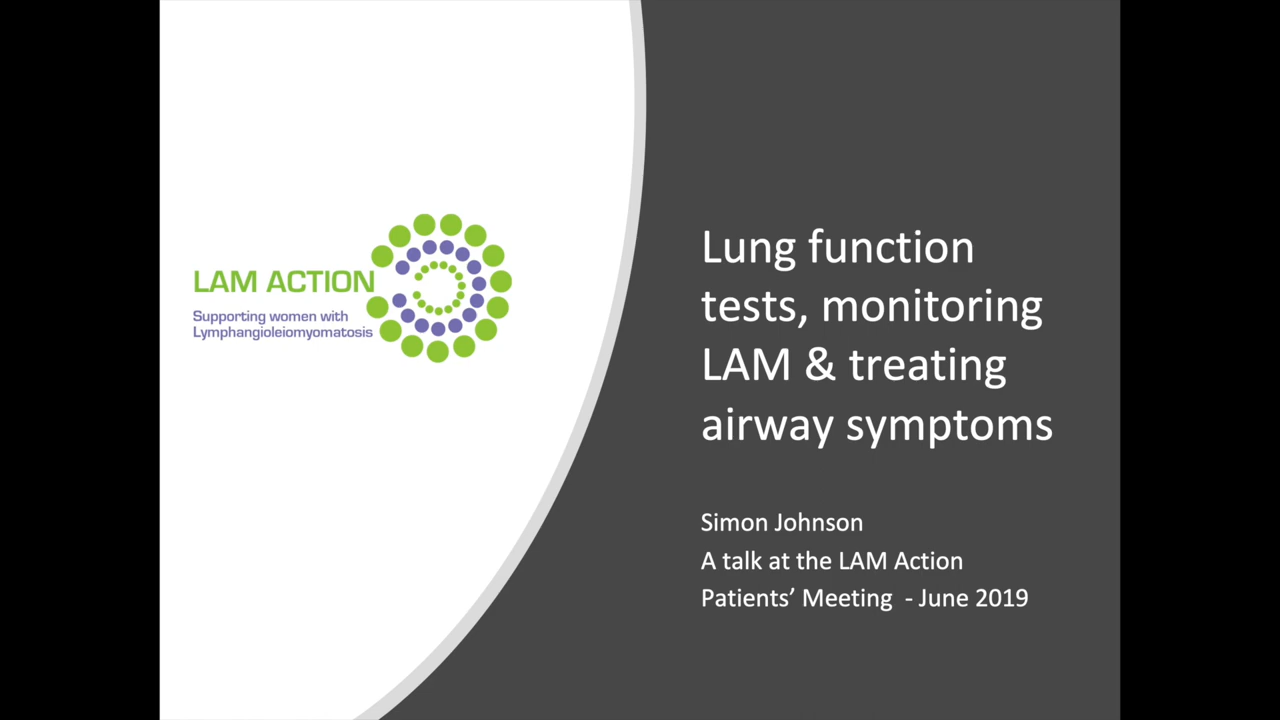 LAM ACTION
Supporting women with
Lymphangioleiomyomatosis
Lung function
tests, monitoring
LAM & treating
airway symptoms
Simon Johnson
A talk at the LAM Action
Patients’ Meeting - June 2019